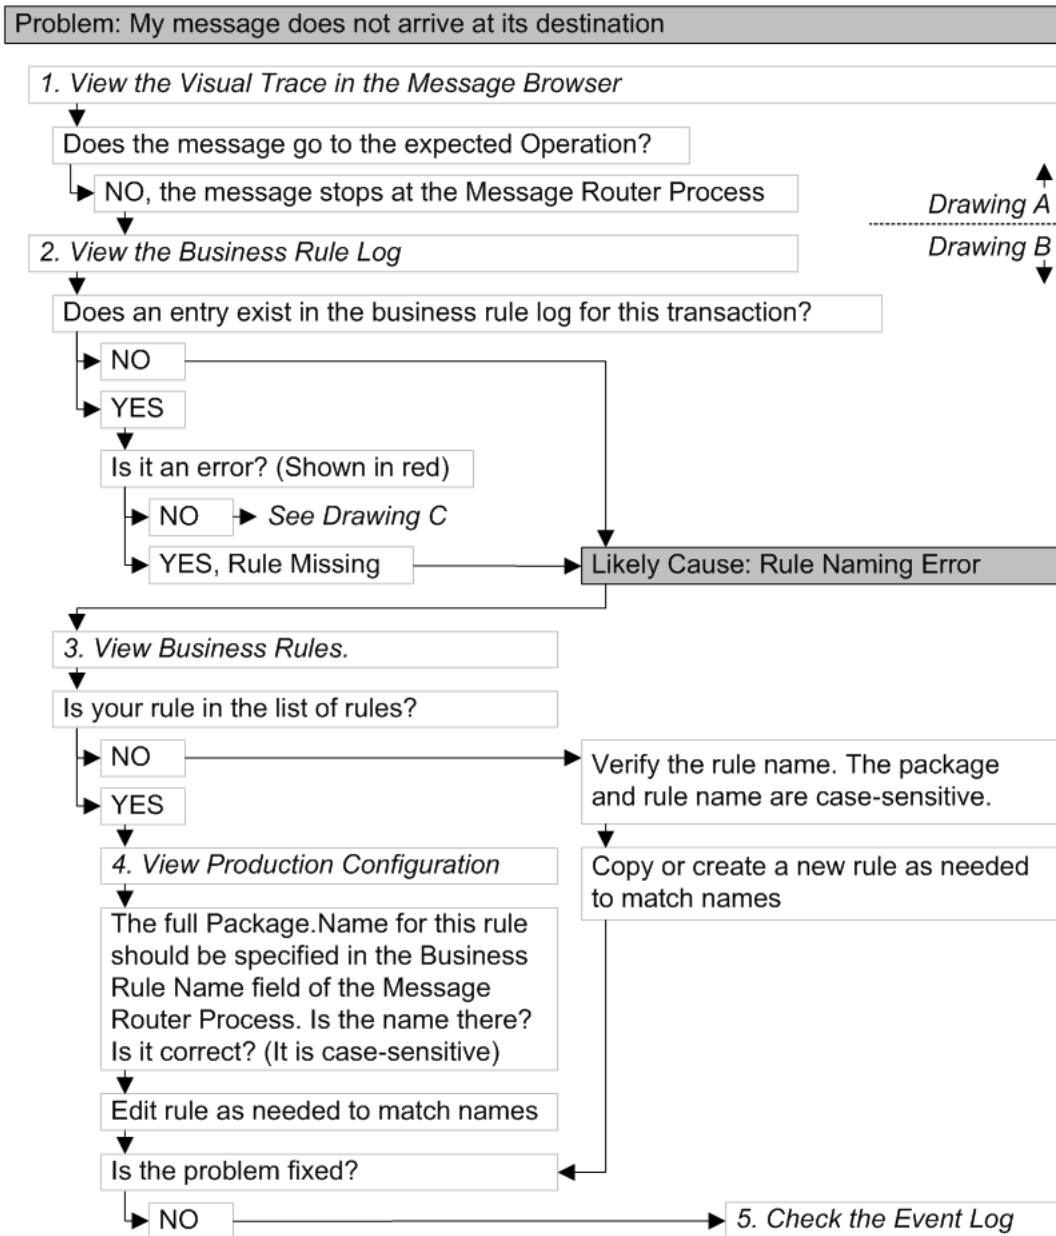 Problem: My message does not arrive at its destination
1. View the Visual Trace in the Message Browser
Does the message go to the expected Operation?
NO, the message stops at the Message Router Process
Drawing A
2. View the Business Rule Log
Drawing B
Does an entry exist in the business rule log for this transaction?
NO
YES
Is it an error? (Shown in red)
NO
See Drawing C
YES, Rule Missing
Likely Cause: Rule Naming Error
3. View Business Rules.
Is your rule in the list of rules?
NO
Verify the rule name. The package
and rule name are case-sensitive.
YES
4. View Production Configuration
Copy or create a new rule as needed
to match names
The full Package.Name for this rule
should be specified in the Business
Rule Name field of the Message
Router Process. Is the name there?
Is it correct? (It is case-sensitive)
Edit rule as needed to match names
Is the problem fixed?
NO
5. Check the Event Log